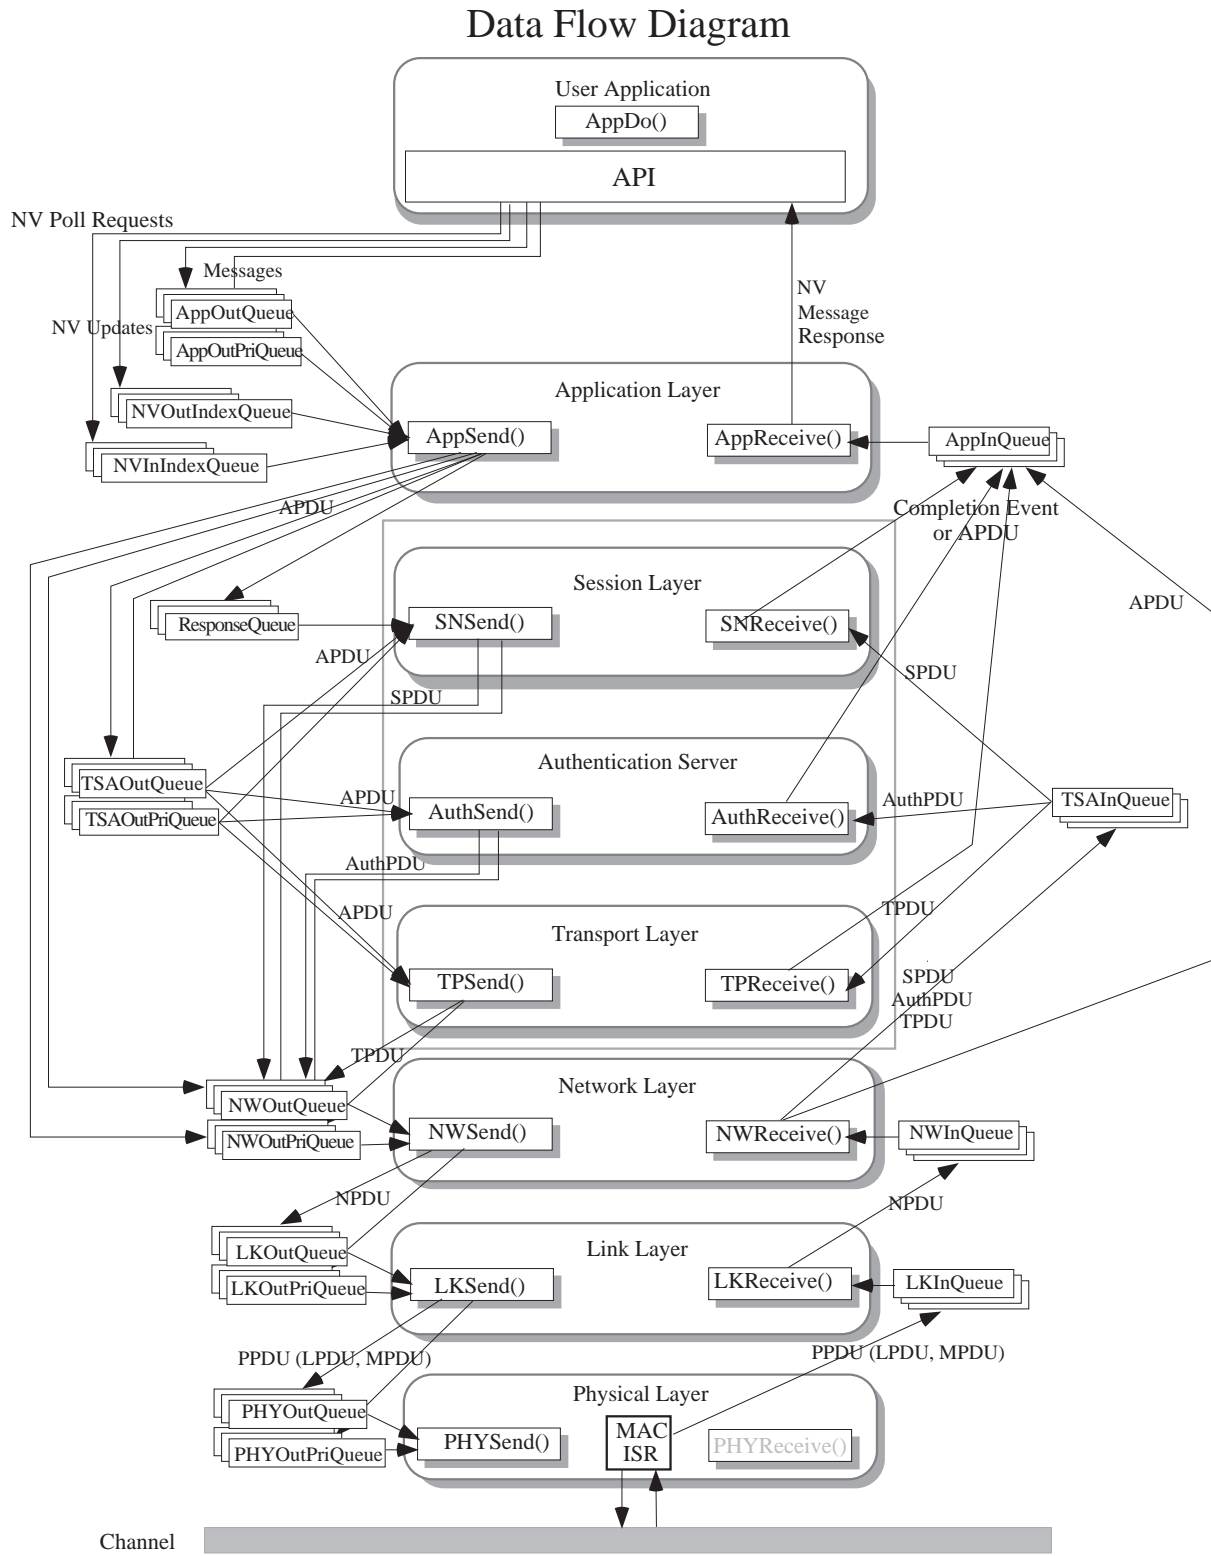 Data Flow Diagram
User Application
AppDo()
API
NV Poll Requests
Messages
NV
AppOutQueue
Message
NV Updates
Response
AppOutPriQueue
Application Layer
NVOutIndexQueue
AppSend()
AppReceive()
AppInQueue
NVInIndexQueue
APDU
Completion Event
or APDU
Session Layer
APDU
ResponseQueue
SNSend()
SNReceive()
APDU
SPDU
SPDU
Authentication Server
TSAOutQueue
APDU
AuthPDU
TSAInQueue
TSAOutPriQueue
AuthSend()
AuthReceive()
AuthPDU
APDU
TPDU
Transport Layer
TPSend()
TPReceive()
SPDU
AuthPDU
TPDU
TPDU
Network Layer
NWOutQueue
NWSend()
NWReceive()
NWInQueue
NWOutPriQueue
NPDU
NPDU
Link Layer
LKOutQueue
LKSend()
LKReceive()
LKInQueue
LKOutPriQueue
PPDU (LPDU, MPDU)
PPDU (LPDU, MPDU)
Physical Layer
PHYOutQueue
PHYSend()
MAC
ISR
PHYReceive()
PHYOutPriQueue
Channel